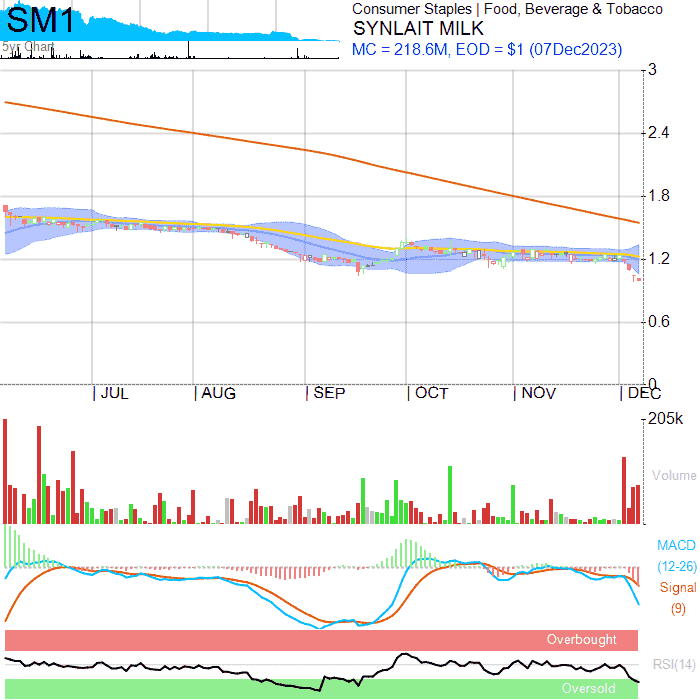 SM1
5yr Chart
Consumer Staples | Food, Beverage & Tobacco
SYNLAIT MILK
MC = 218.6M, EOD = $1 (07Dec2023)
3
2.4
1.8
1.2
0.6
0
JUL AUG SEP OCT NOV DEC
205k
Volume
MACD
(12-26)
Signal
(9)
Overbought
RSI(14)
Oversold